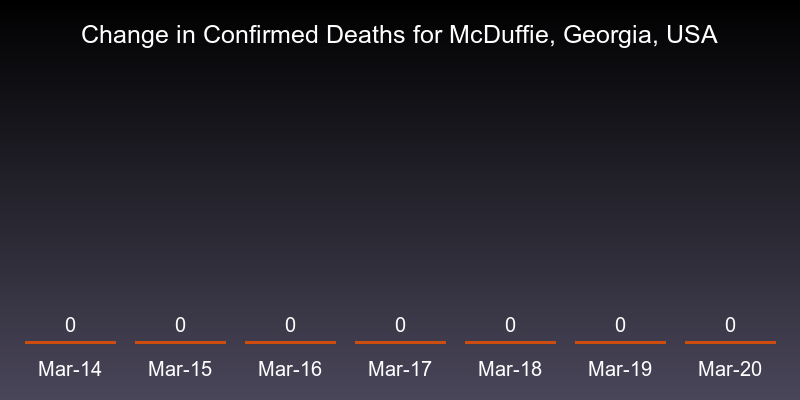 Change in Confirmed Deaths for McDuffie, Georgia, USA
0 0 0 0 0 0 0
Mar-14 Mar-15 Mar-16 Mar-17 Mar-18 Mar-19 Mar-20